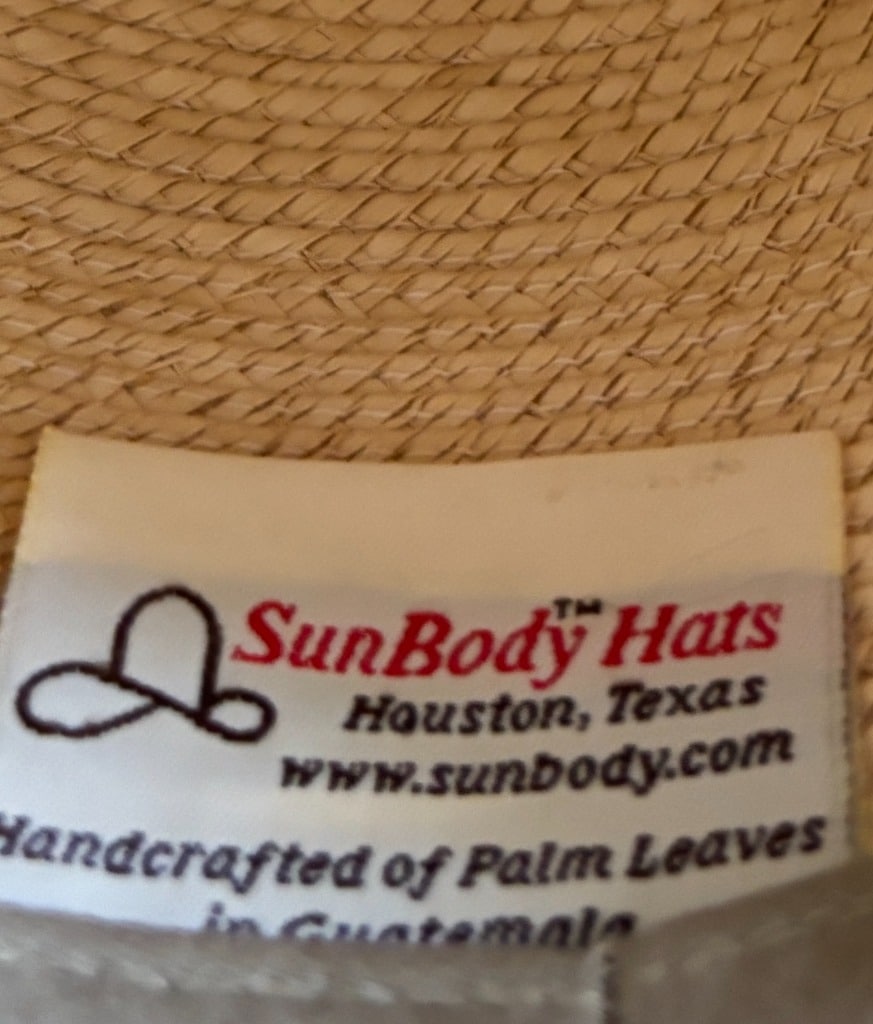 SunBody™ Hats
Houston, Texas
www.sunbody.com
Handcrafted of Palm Leaves
in Guatemala